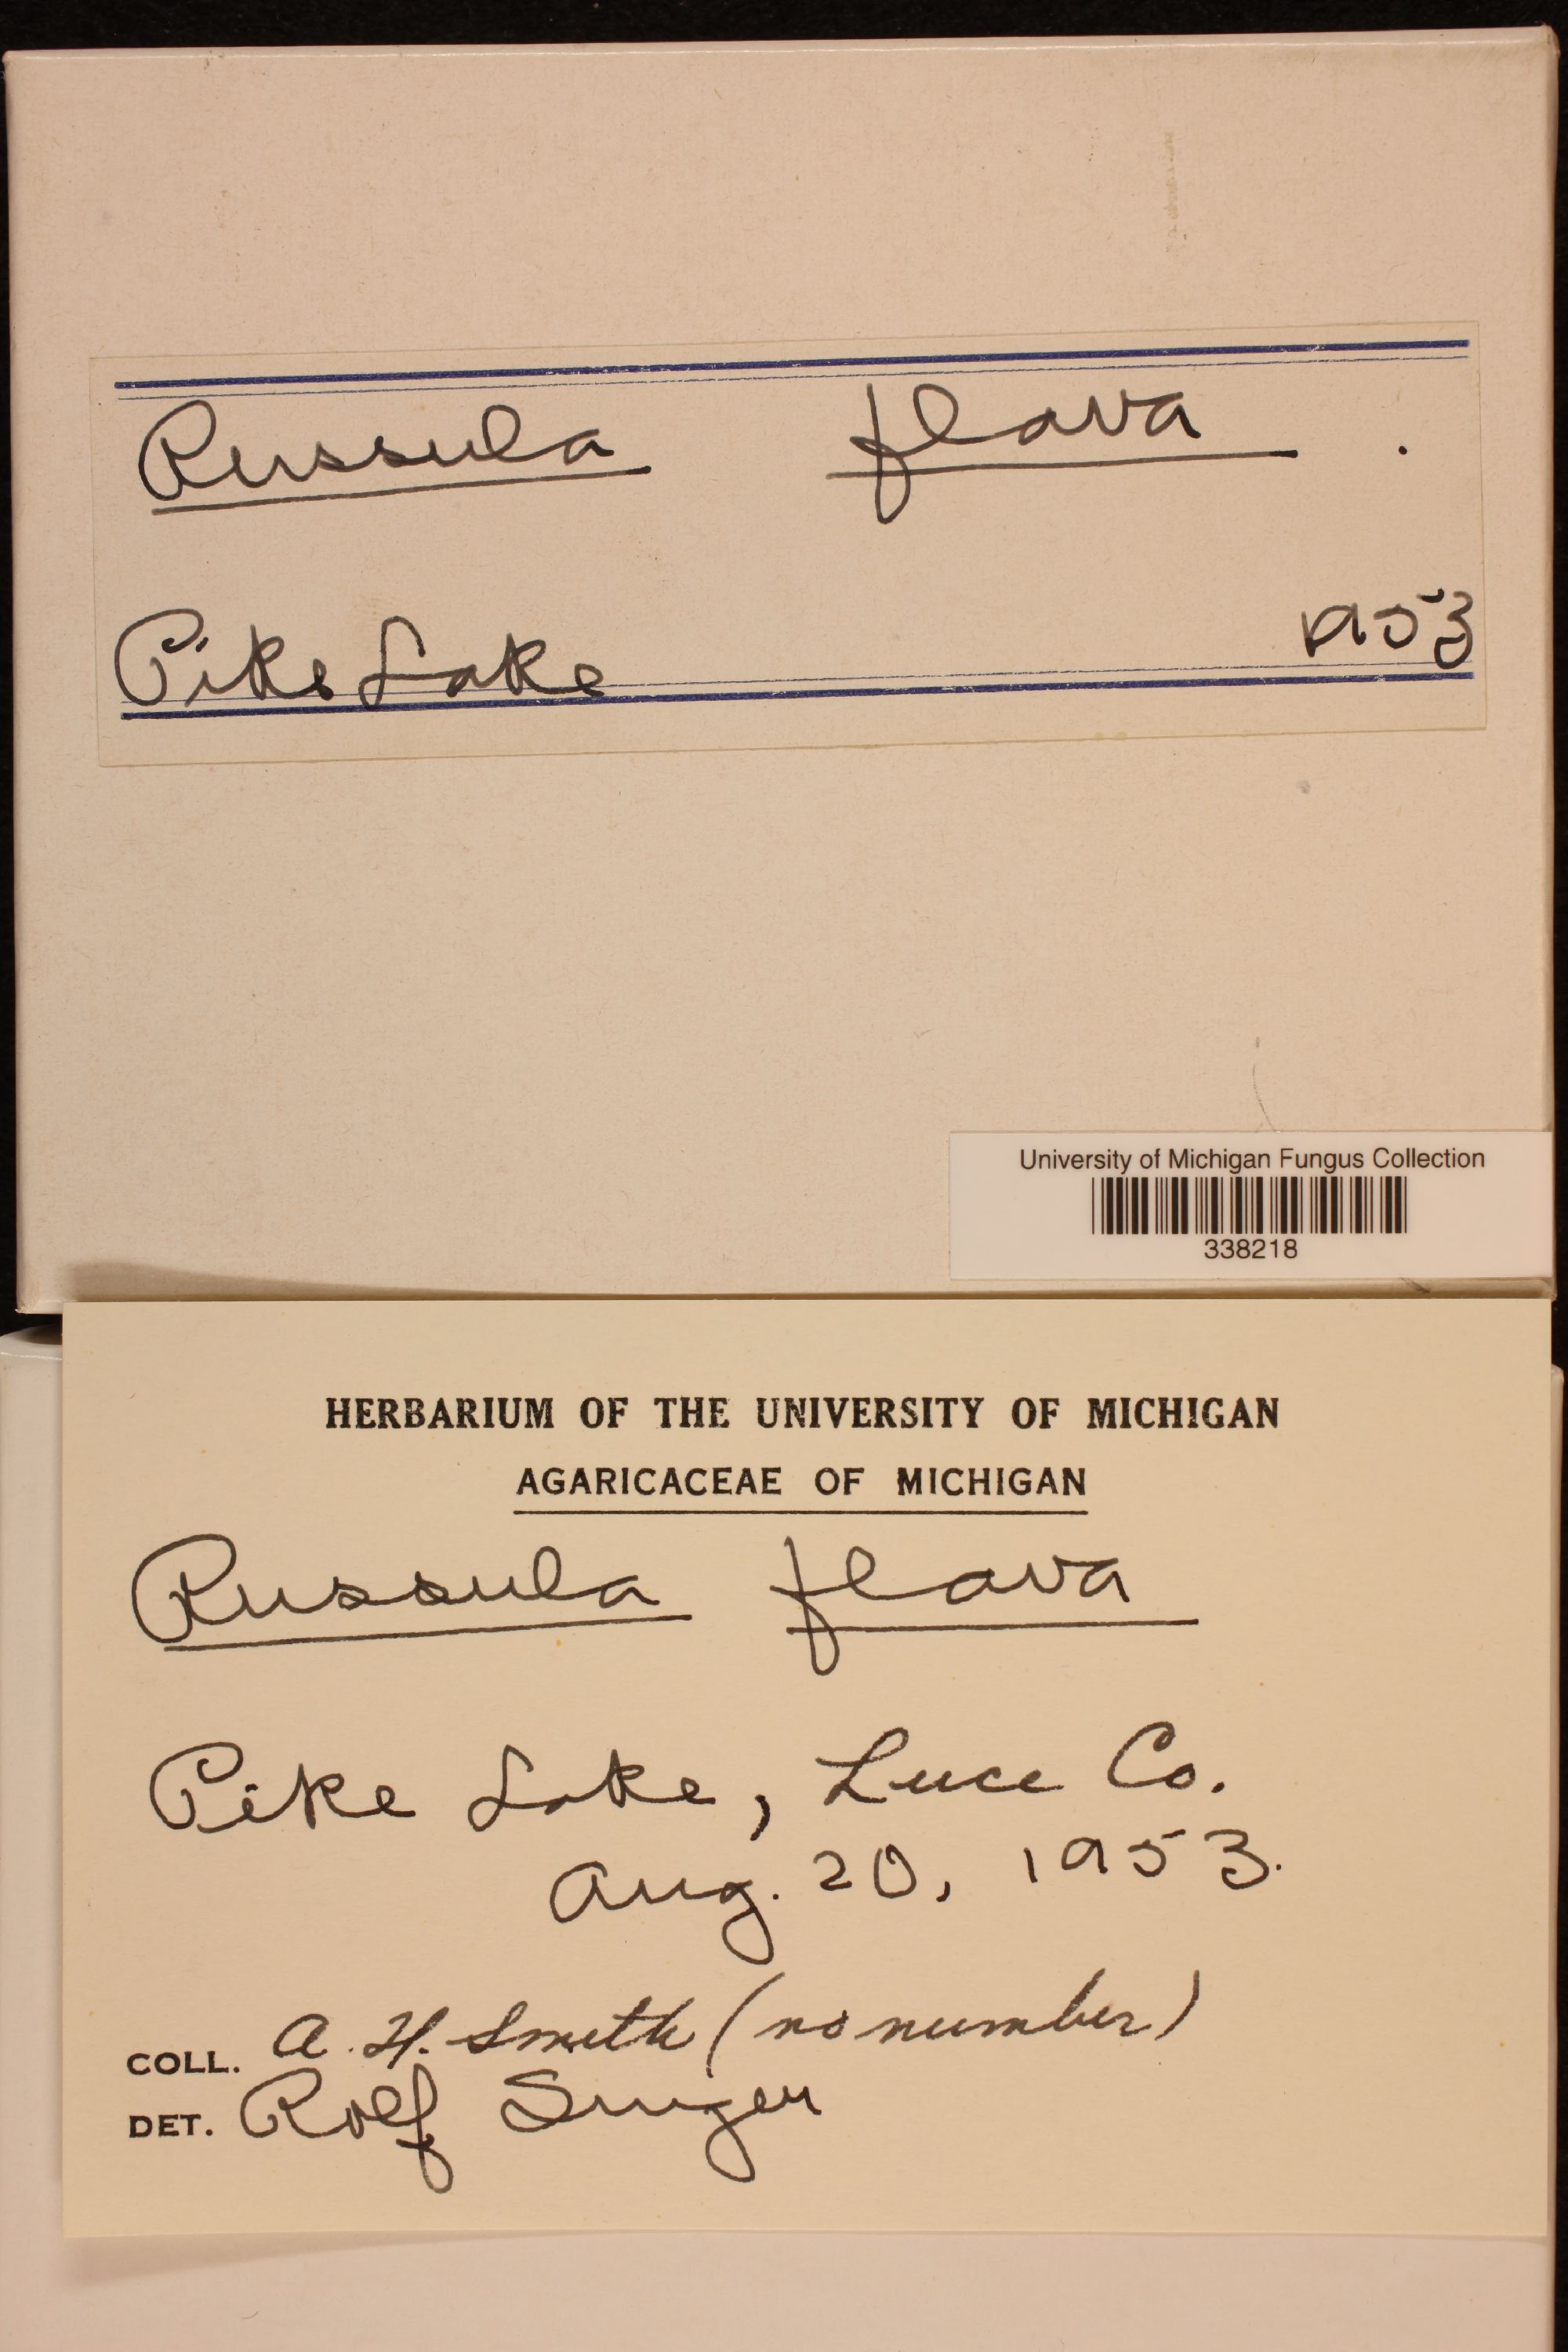 Russula flava .
Pike Lake 1953
University of Michigan Fungus Collection
338218
HERBARIUM OF THE UNIVERSITY OF MICHIGAN
AGARICACEAE OF MICHIGAN
Russula flava
Pike Lake, Luce Co.
Aug. 20, 1953.
COLL. A. H. Smith (no number)
DET. Rolf Singer